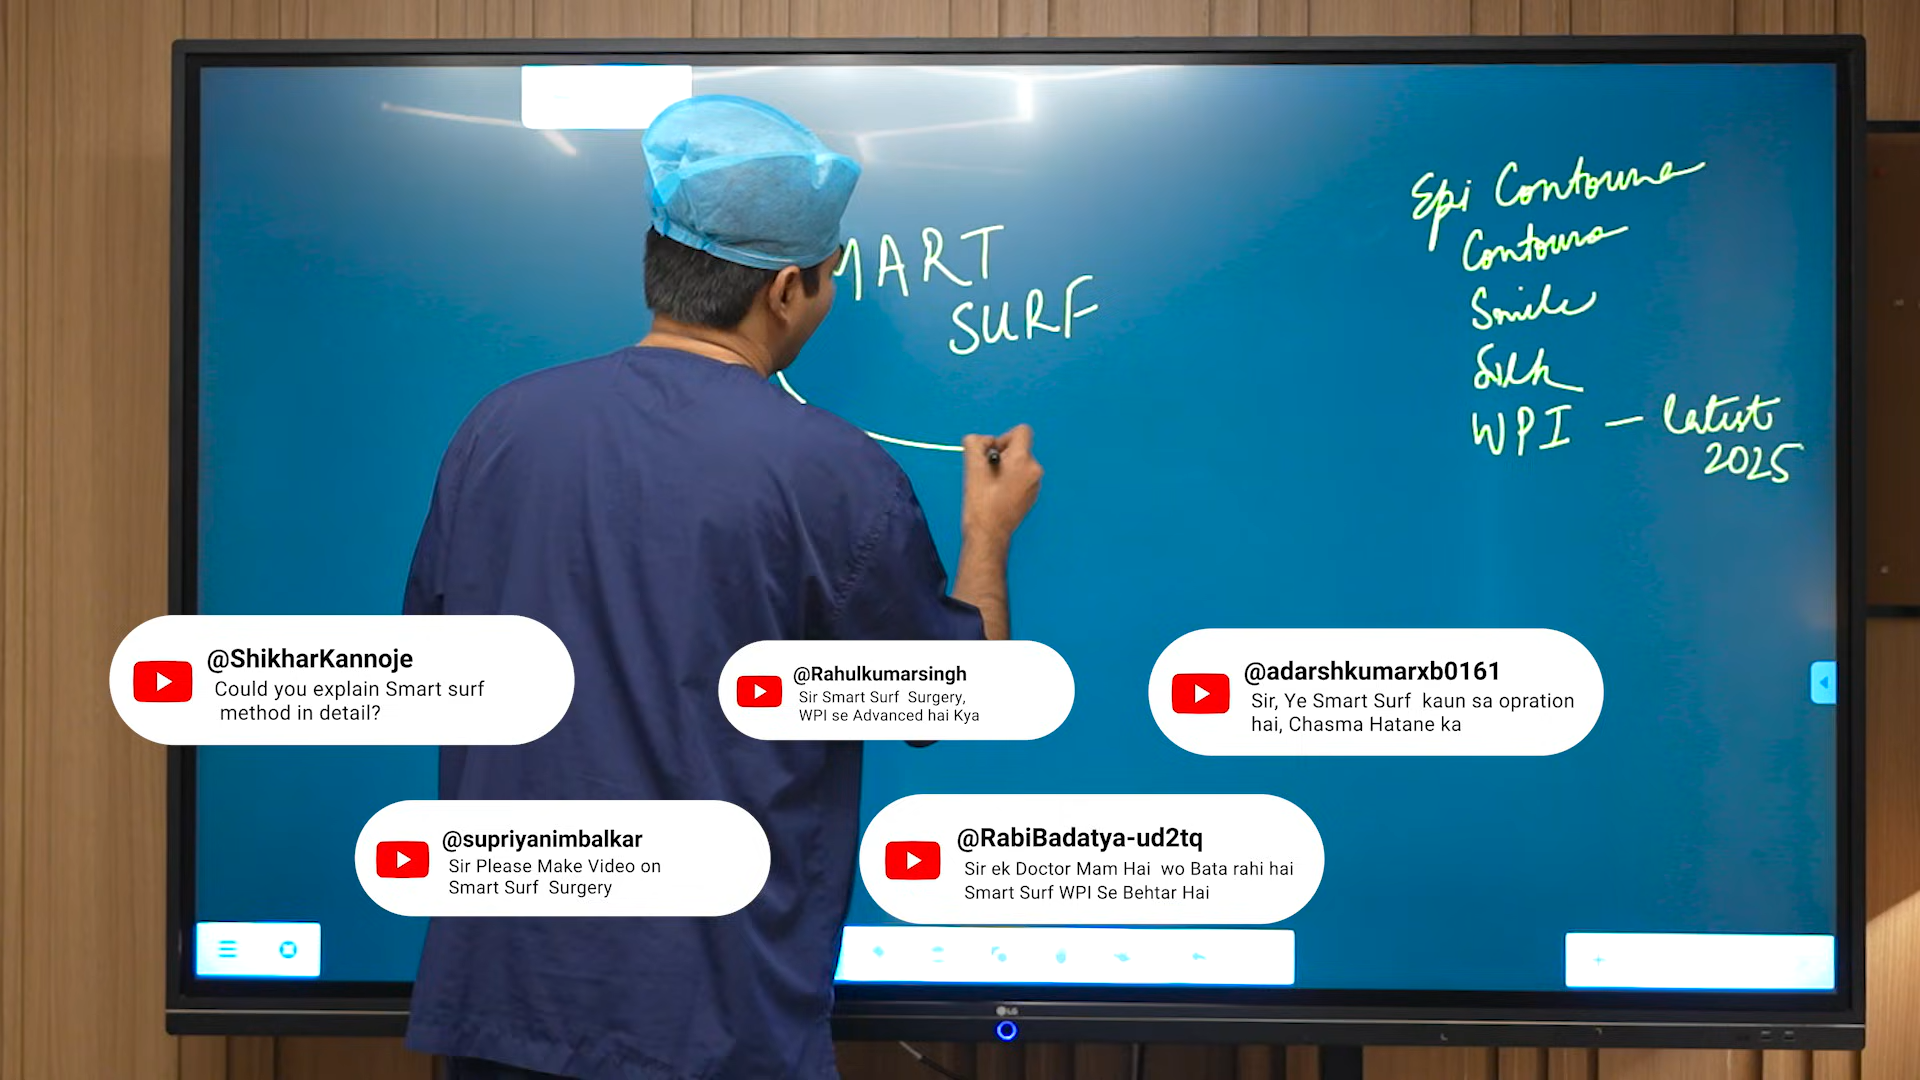 MART
SURF
Epi Contoura
Contoura
Smile
Silk
WPI - latest
2025
@ShikharKannoje
Could you explain Smart surf
method in detail?
@Rahulkumarsingh
Sir Smart Surf Surgery,
WPI se Advanced hai Kya
@adarshkumarxb0161
Sir, Ye Smart Surf kaun sa opration
hai, Chasma Hatane ka
@supriyanimbalkar
Sir Please Make Video on
Smart Surf Surgery
@RabiBadatya-ud2tq
Sir ek Doctor Mam Hai wo Bata rahi hai
Smart Surf WPI Se Behtar Hai
LG